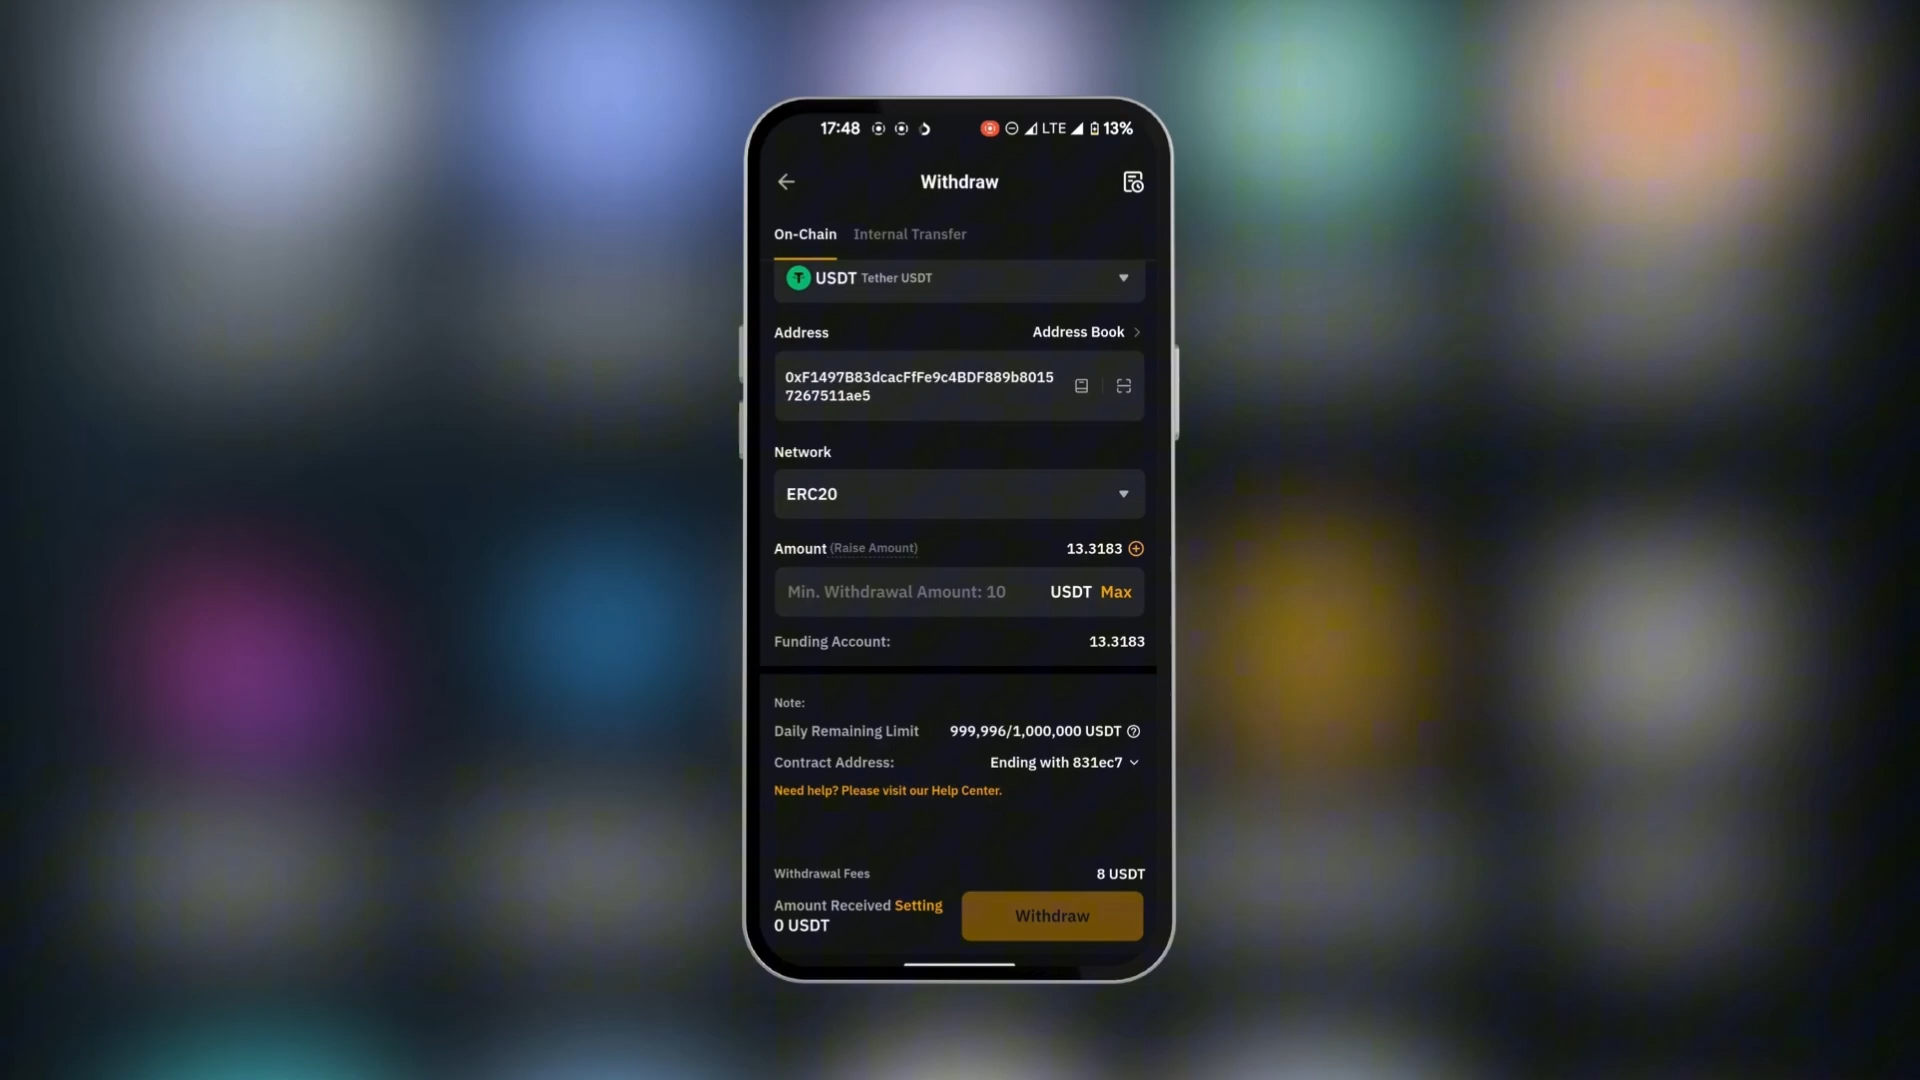 17:48 LTE 13%
Withdraw
On-Chain Internal Transfer
USDT Tether USDT
Address Address Book
0xF1497B83dcacFfFe9c4BDF889b8015
7267511ae5
Network
ERC20
Amount (Raise Amount) 13.3183
Min. Withdrawal Amount: 10 USDT Max
Funding Account: 13.3183
Note:
Daily Remaining Limit 999,996/1,000,000 USDT
Contract Address: Ending with 831ec7
Need help? Please visit our Help Center.
Withdrawal Fees 8 USDT
Amount Received Setting
0 USDT
Withdraw